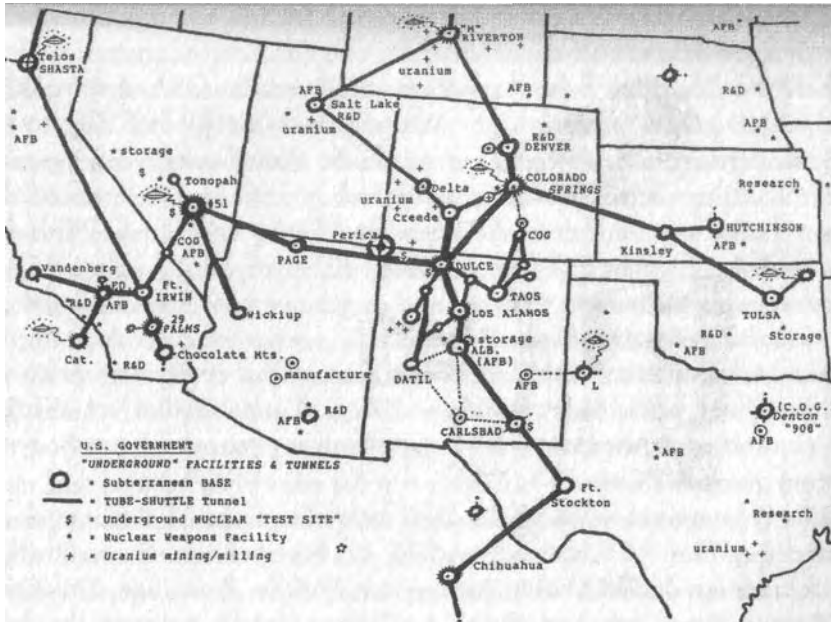 Telos
SHASTA
AFB
*storage
$
Tonopah
$
*51
COG
AFB
Vandenberg
"R&D
ED.
AFB
Ft.
IRWIN
29
PALMS
Cat.
* R&D
Chocolate Mts.
Wickiup
PAGE
Perica
"M"
RIVERTON
uranium
AFB
Salt Lake
R&D
uranium
AFB
R&D
DENVER
COLORADO
SPRINGS
Delta
uranium
Creede
COG
$
DULCE
TAOS
LOS ALAMOS
storage
ALB.
(AFB)
DATIL
manufacture
R&D
AFB
AFB
L
CARLSBAD
$
Ft.
Stockton
Chihuahua
AFB
R&D
AFB
Research
HUTCHINSON
AFB
Kinsley
TULSA
R&D
AFB
storage
(C.O.G.
Denton
"906"
AFB
AFB
Research
uranium
U.S. GOVERNMENT
"UNDERGROUND" FACILITIES & TUNNELS
• Subterranean BASE
TUBE-SHUTTLE Tunnel
$ • Underground NUCLEAR "TEST SITE"
• Nuclear Weapons Facility
+ • Uranium mining/milling